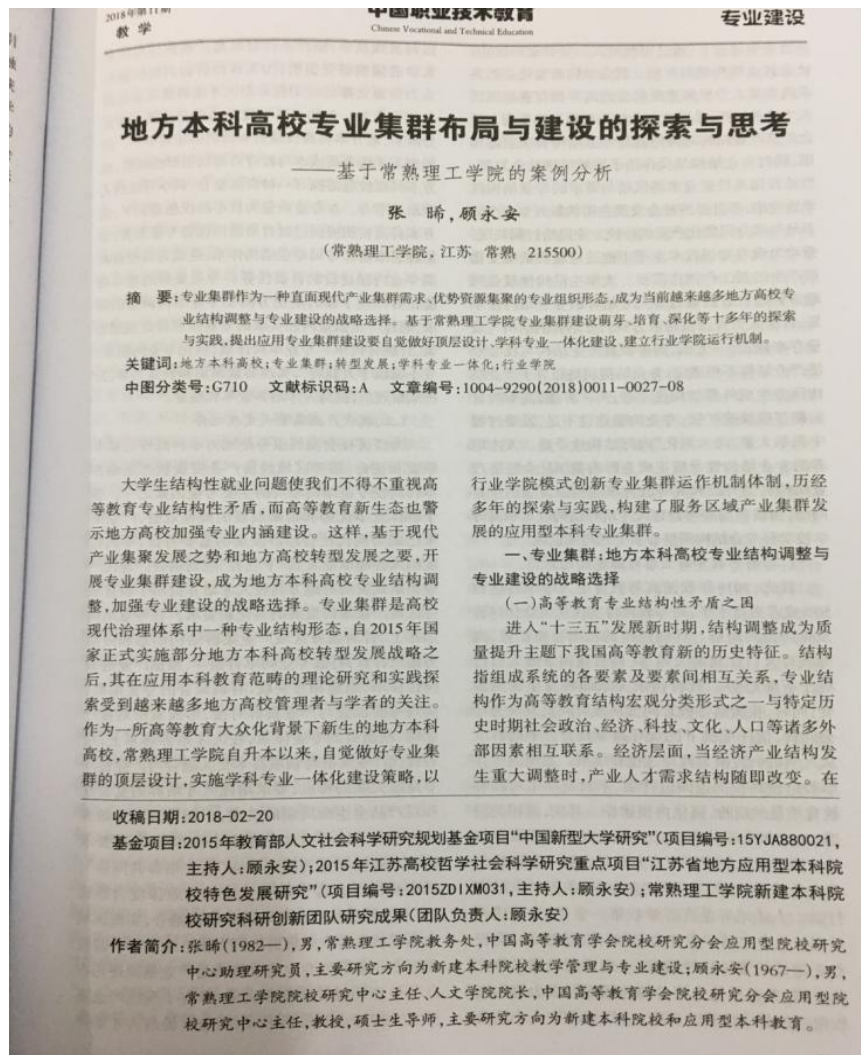 2018年第11期
教 学
中国职业技术教育
Chinese Vocational and Technical Education
专业建设
地方本科高校专业集群布局与建设的探索与思考
——基于常熟理工学院的案例分析
张 晞,顾永安
(常熟理工学院,江苏 常熟 215500)
摘 要:专业集群作为一种直面现代产业集群需求、优势资源集聚的专业组织形态,成为当前越来越多地方高校专
业结构调整与专业建设的战略选择。基于常熟理工学院专业集群建设萌芽、培育、深化等十多年的探索
与实践,提出应用专业集群建设要自觉做好顶层设计、学科专业一体化建设、建立行业学院运行机制。
关键词:地方本科高校;专业集群;转型发展;学科专业一体化;行业学院
中图分类号:G710 文献标识码:A 文章编号:1004-9290(2018)0011-0027-08
大学生结构性就业问题使我们不得不重视高
等教育专业结构性矛盾,而高等教育新生态也警
示地方高校加强专业内涵建设。这样,基于现代
产业集聚发展之势和地方高校转型发展之要,开
展专业集群建设,成为地方本科高校专业结构调
整,加强专业建设的战略选择。专业集群是高校
现代治理体系中一种专业结构形态,自2015年国
家正式实施部分地方本科高校转型发展战略之
后,其在应用本科教育范畴的理论研究和实践探
索受到越来越多地方高校管理者与学者的关注。
作为一所高等教育大众化背景下新生的地方本科
高校,常熟理工学院自升本以来,自觉做好专业集
群的顶层设计,实施学科专业一体化建设策略,以
行业学院模式创新专业集群运作机制体制,历经
多年的探索与实践,构建了服务区域产业集群发
展的应用型本科专业集群。
一、专业集群:地方本科高校专业结构调整与
专业建设的战略选择
(一)高等教育专业结构性矛盾之困
进入“十三五”发展新时期,结构调整成为质
量提升主题下我国高等教育新的历史特征。结构
指组成系统的各要素及要素间相互关系,专业结
构作为高等教育结构宏观分类形式之一与特定历
史时期社会政治、经济、科技、文化、人口等诸多外
部因素相互联系。经济层面,当经济产业结构发
生重大调整时,产业人才需求结构随即改变。在
收稿日期:2018-02-20
基金项目:2015年教育部人文社会科学研究规划基金项目“中国新型大学研究”(项目编号:15YJA880021,
主持人:顾永安);2015年江苏高校哲学社会科学研究重点项目“江苏省地方应用型本科院
校特色发展研究”(项目编号:2015ZDIXM031,主持人:顾永安);常熟理工学院新建本科院
校研究科研创新团队研究成果(团队负责人:顾永安)
作者简介:张晞(1982—),男,常熟理工学院教务处,中国高等教育学会院校研究分会应用型院校研究
中心助理研究员,主要研究方向为新建本科院校教学管理与专业建设;顾永安(1967—),男,
常熟理工学院院校研究中心主任、人文学院院长,中国高等教育学会院校研究分会应用型院
校研究中心主任,教授,硕士生导师,主要研究方向为新建本科院校和应用型本科教育。